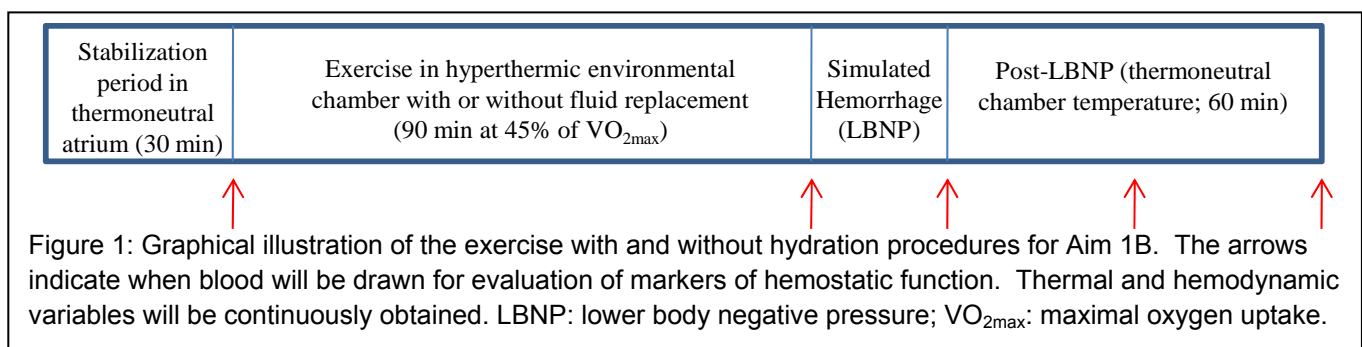 Stabilization
period in
thermoneutral
atrium (30 min)
Exercise in hyperthermic environmental
chamber with or without fluid replacement
(90 min at 45% of VO2max)
Simulated
Hemorrhage
(LBNP)
Post-LBNP (thermoneutral
chamber temperature; 60 min)
Figure 1: Graphical illustration of the exercise with and without hydration procedures for Aim 1B.  The arrows
indicate when blood will be drawn for evaluation of markers of hemostatic function.  Thermal and hemodynamic
variables will be continuously obtained. LBNP: lower body negative pressure; VO2max: maximal oxygen uptake.